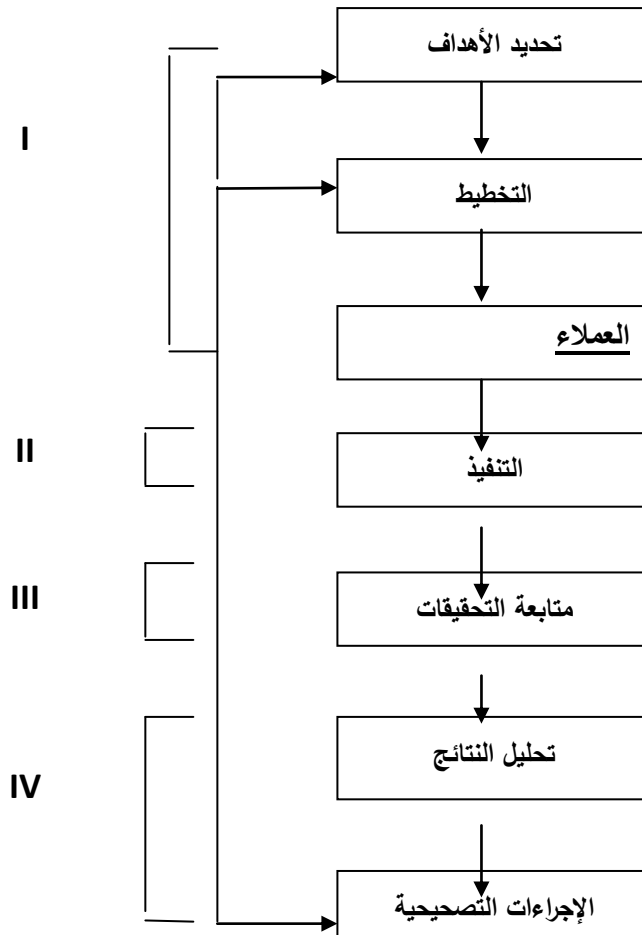 تحديد الأهداف
I
التخطيط
العملاء
II
التنفيذ
III
متابعة التحقيقات
تحليل النتائج
IV
الإجراءات التصحيحية